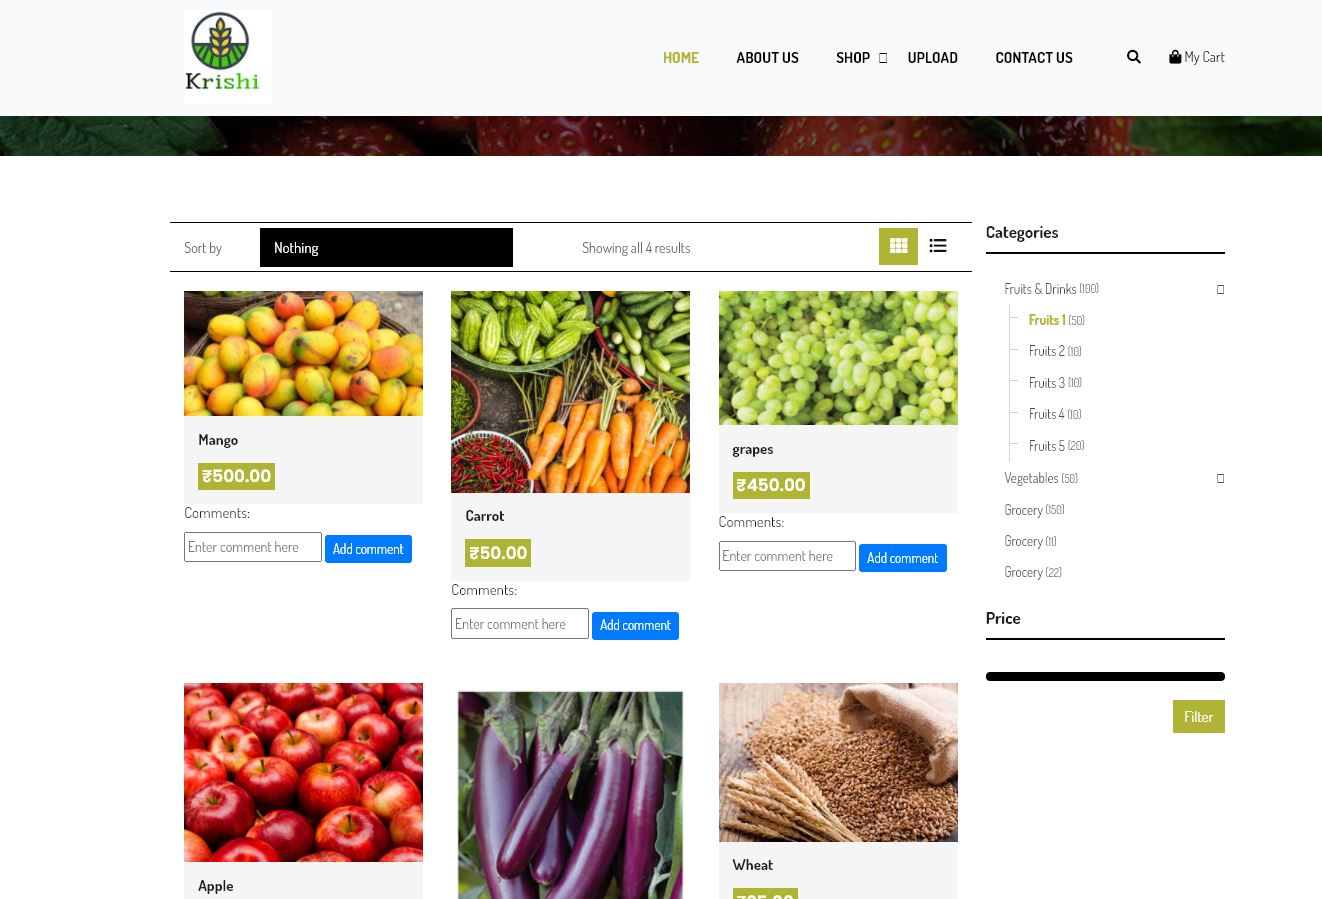 Krishi
HOME ABOUT US SHOP UPLOAD CONTACT US My Cart
Sort by Nothing Showing all 4 results
Mango
₹500.00
Comments:
Enter comment here Add comment
Carrot
₹50.00
Comments:
Enter comment here Add comment
grapes
₹450.00
Comments:
Enter comment here Add comment
Apple
Wheat
Categories
Fruits & Drinks (100)
Fruits 1 (50)
Fruits 2 (10)
Fruits 3 (10)
Fruits 4 (10)
Fruits 5 (20)
Vegetables (50)
Grocery (150)
Grocery (11)
Grocery (22)
Price
Filter